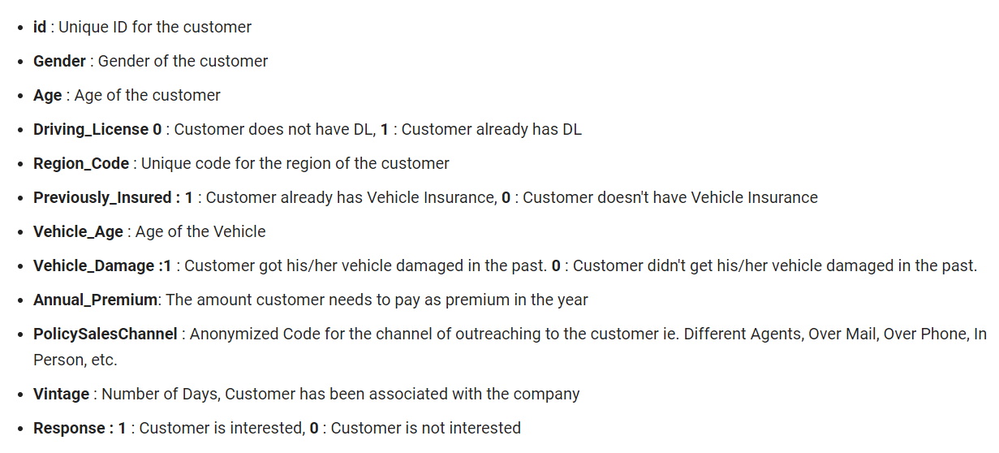 • id : Unique ID for the customer
• Gender : Gender of the customer
• Age : Age of the customer
• Driving_License 0 : Customer does not have DL, 1 : Customer already has DL
• Region_Code : Unique code for the region of the customer
• Previously_Insured : 1 : Customer already has Vehicle Insurance, 0 : Customer doesn't have Vehicle Insurance
• Vehicle_Age : Age of the Vehicle
• Vehicle_Damage :1 : Customer got his/her vehicle damaged in the past. 0 : Customer didn't get his/her vehicle damaged in the past.
• Annual_Premium: The amount customer needs to pay as premium in the year
• PolicySalesChannel : Anonymized Code for the channel of outreaching to the customer ie. Different Agents, Over Mail, Over Phone, In
Person, etc.
• Vintage : Number of Days, Customer has been associated with the company
• Response : 1 : Customer is interested, 0 : Customer is not interested